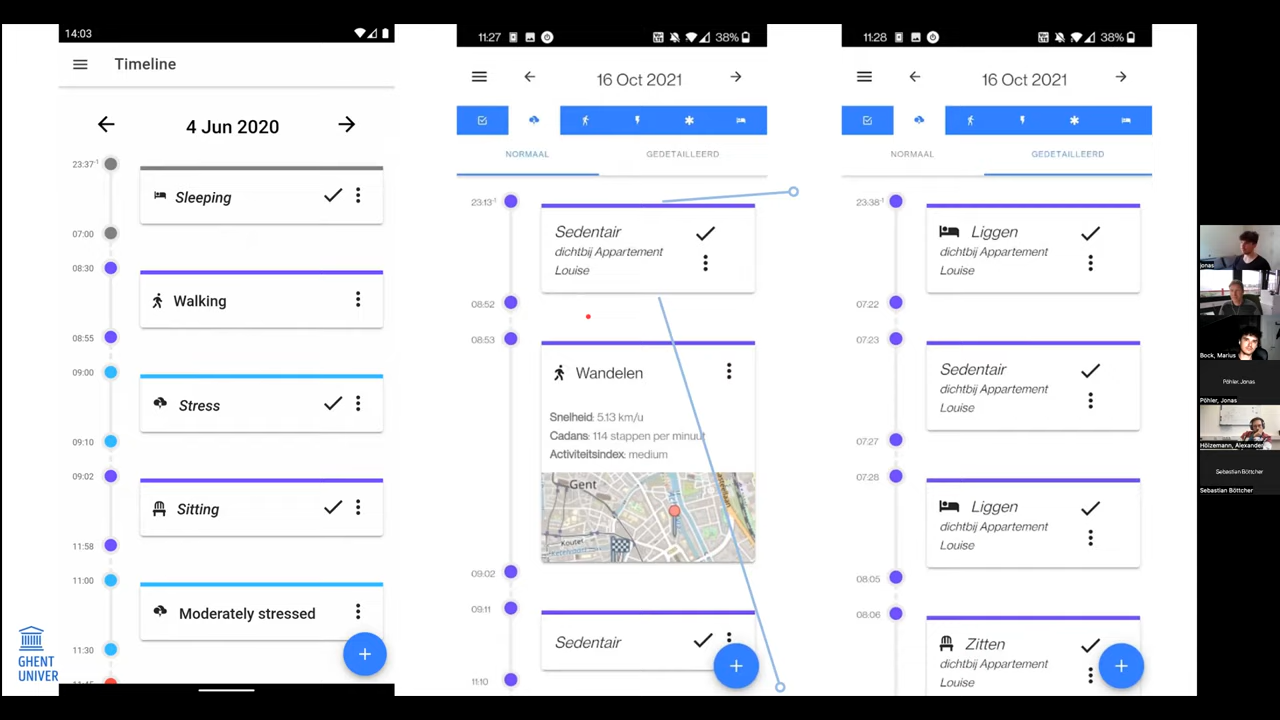 14:03
Timeline
4 Jun 2020
23:37-1
Sleeping
07:00
08:30
Walking
08:55
09:00
Stress
09:10
09:02
Sitting
11:58
11:00
Moderately stressed
11:30
GHENT
UNIVER
11:27
38%
16 Oct 2021
NORMAAL
GEDETAILLEERD
23:13-1
Sedentair
dichtbij Appartement
Louise
08:52
08:53
Wandelen
Snelheid: 5.13 km/u
Cadans: 114 stappen per minuut
Activiteitsindex: medium
Gent
09:02
09:11
Sedentair
11:10
11:28
38%
16 Oct 2021
NORMAAL
GEDETAILLEERD
23:38-1
Liggen
dichtbij Appartement
Louise
07:22
07:23
Sedentair
dichtbij Appartement
Louise
07:27
07:28
Liggen
dichtbij Appartement
Louise
08:05
08:06
Zitten
dichtbij Appartement
Louise
jonas
Bock, Marius
Pöhler, Jonas
Pöhler, Jonas
Hölzemann, Alexander
Sebastian Böttcher
Sebastian Böttcher